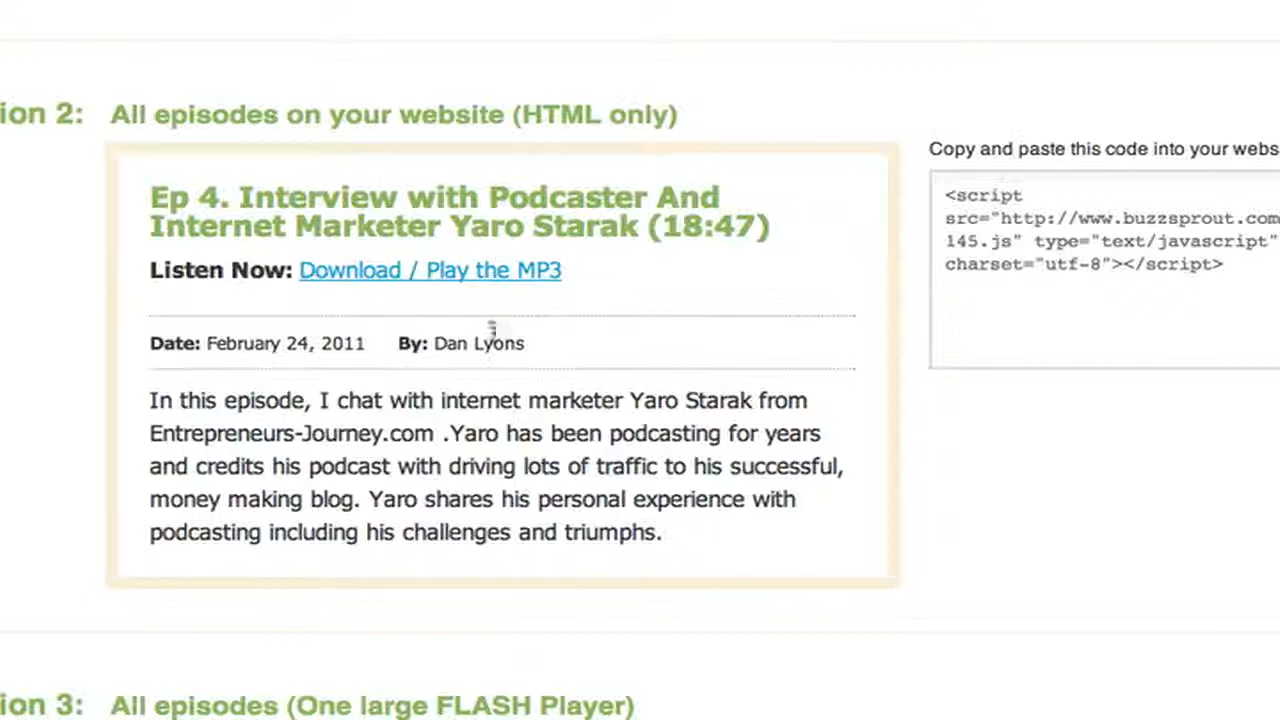 ion 2: All episodes on your website (HTML only)
Ep 4. Interview with Podcaster And
Internet Marketer Yaro Starak (18:47)
Listen Now: Download / Play the MP3
Date: February 24, 2011 By: Dan Lyons
In this episode, I chat with internet marketer Yaro Starak from
Entrepreneurs-Journey.com .Yaro has been podcasting for years
and credits his podcast with driving lots of traffic to his successful,
money making blog. Yaro shares his personal experience with
podcasting including his challenges and triumphs.
Copy and paste this code into your webs
<script
src="http://www.buzzsprout.com
145.js" type="text/javascript"
charset="utf-8"></script>
ion 3: All episodes (One large FLASH Player)